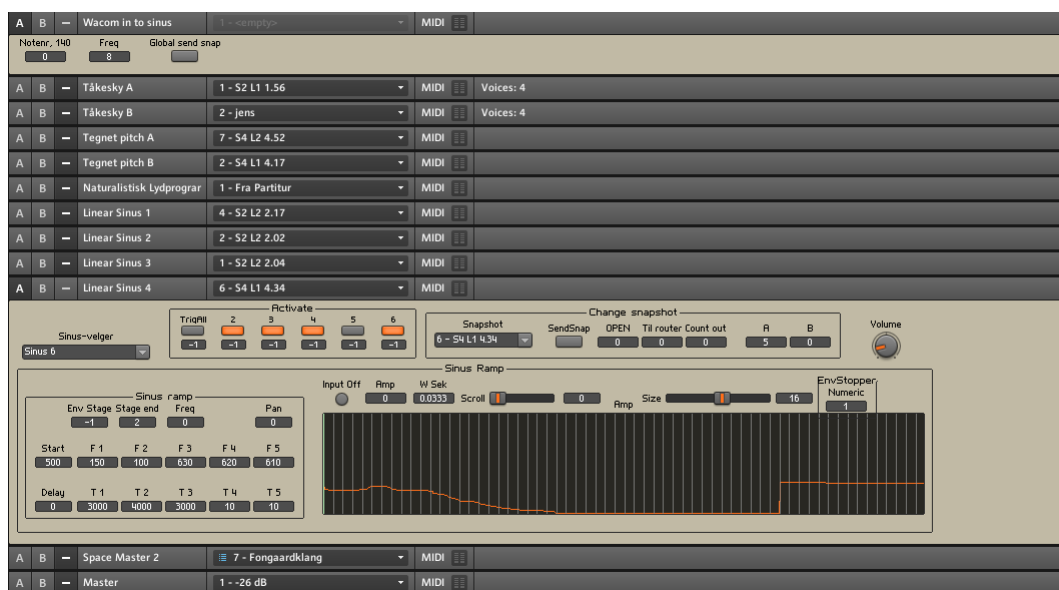 A B – Wacom in to sinus 1 - <empty> MIDI
Notenr, 140 Freq Global send snap
0 8
A B – Tåkesky A 1 - S2 L1 1.56 MIDI Voices: 4
A B – Tåkesky B 2 - jens MIDI Voices: 4
A B – Tegnet pitch A 7 - S4 L2 4.52 MIDI
A B – Tegnet pitch B 2 - S4 L1 4.17 MIDI
A B – Naturalistisk Lydprograr 1 - Fra Partitur MIDI
A B – Linear Sinus 1 4 - S2 L2 2.17 MIDI
A B – Linear Sinus 2 2 - S2 L2 2.02 MIDI
A B – Linear Sinus 3 1 - S2 L2 2.04 MIDI
A B – Linear Sinus 4 6 - S4 L1 4.34 MIDI
Activate Change snapshot
TrigAll 2 3 4 5 6 Snapshot SendSnap OPEN Til router Count out A B Volume
Sinus-velger -1 -1 -1 -1 -1 -1 6 - S4 L1 4.34 0 0 0 5 0
Sinus 6
Sinus Ramp
Input Off Amp W Sek EnvStopper
0 0.0333 Scroll 0 Amp Size 16 Numeric
1
Sinus ramp
Env Stage Stage end Freq Pan
-1 2 0 0
Start F 1 F 2 F 3 F 4 F 5
500 150 100 630 620 610
Delay T 1 T 2 T 3 T 4 T 5
0 3000 4000 3000 10 10
A B – Space Master 2 7 - Fongaardklang MIDI
A B – Master 1 - -26 dB MIDI